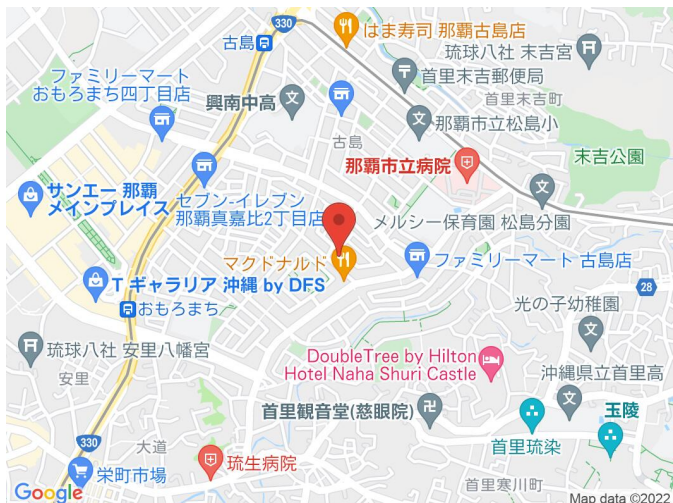 330
はま寿司 那覇古島店
琉球八社 末吉宮
古島
首里末吉郵便局
ファミリーマート
おもろまち四丁目店
興南中高
首里末吉町
古島
那覇市立松島小
末吉公園
那覇市立病院
サンエー 那覇
メインプレイス
セブン-イレブン
那覇真嘉比2丁目店
メルシー保育園 松島分園
マクドナルド
ファミリーマート 古島店
T ギャラリア 沖縄 by DFS
28
おもろまち
光の子幼稚園
琉球八社 安里八幡宮
安里
DoubleTree by Hilton
Hotel Naha Shuri Castle
沖縄県立首里高
首里観音堂(慈眼院)
玉陵
330
大道
首里琉染
琉生病院
栄町市場
首里寒川町
Google
Map data ©2022